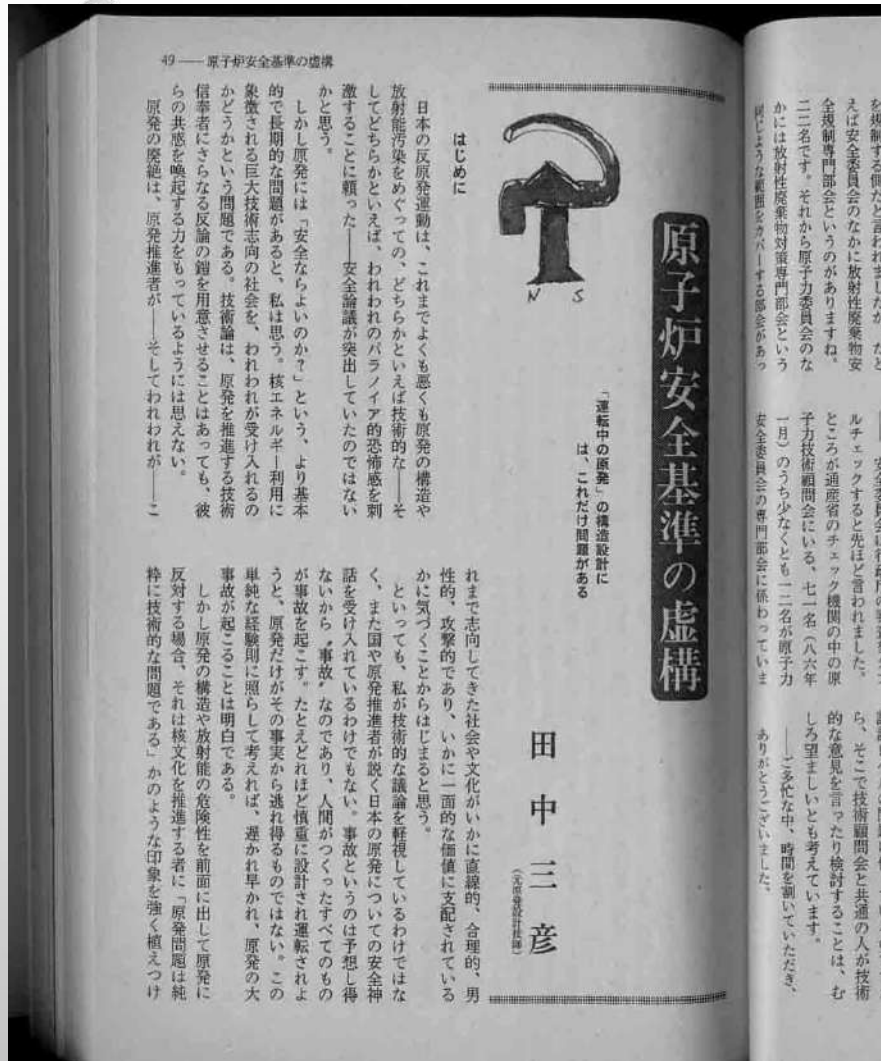 を規制する側だと言われましたが、たと
えば安全委員会のなかに放射性廃棄物安
全規制専門部会というのがありますね。
二二名です。それから原子力委員会のな
かには放射性廃棄物対策専門部会という
同じような範囲をカバーする部会があっ
ルチェックすると先ほど言われました。
ところが通産省のチェック機関の中の原
子力技術顧問会にいる、七一名(八六年
一月)のうち少なくとも一二名が原子力
安全委員会の専門部会に係わっていま
ら、そこで技術顧問会と共通の人が技術
的な意見を言ったり検討することは、む
しろ望ましいとも考えています。
――ご多忙な中、時間を割いていただき、
ありがとうございました。
49――原子炉安全基準の虚構
原子炉安全基準の虚構
「運転中の原発」の構造設計に
は、これだけ問題がある
田中三彦
(元原発設計技師)
N S
はじめに
日本の反原発運動は、これまでよくも悪くも原発の構造や
放射能汚染をめぐっての、どちらかといえば技術的な――そ
してどちらかといえば、われわれのパラノイア的恐怖感を刺
激することに頼った――安全論議が突出していたのではない
かと思う。
しかし原発には「安全ならよいのか?」という、より基本
的で長期的な問題があると、私は思う。核エネルギー利用に
象徴される巨大技術志向の社会を、われわれが受け入れるの
かどうかという問題である。技術論は、原発を推進する技術
信奉者にさらなる反論の鎧を用意させることはあっても、彼
らの共感を喚起する力をもっているようには思えない。
原発の廃絶は、原発推進者が――そしてわれわれが――こ
れまで志向してきた社会や文化がいかに直線的、合理的、男
性的、攻撃的であり、いかに一面的な価値に支配されている
かに気づくことからはじまると思う。
といっても、私が技術的な議論を軽視しているわけではな
く、また国や原発推進者が説く日本の原発についての安全神
話を受け入れているわけでもない。事故というのは予想し得
ないから〝事故〟なのであり、人間がつくったすべてのもの
が事故を起こす。たとえどれほど慎重に設計され運転されよ
うと、原発だけがその事実から逃れ得るものではない。この
単純な経験則に照らして考えれば、遅かれ早かれ、原発の大
事故が起こることは明白である。
しかし原発の構造や放射能の危険性を前面に出して原発に
反対する場合、それは核文化を推進する者に「原発問題は純
粋に技術的な問題である」かのような印象を強く植えつけ